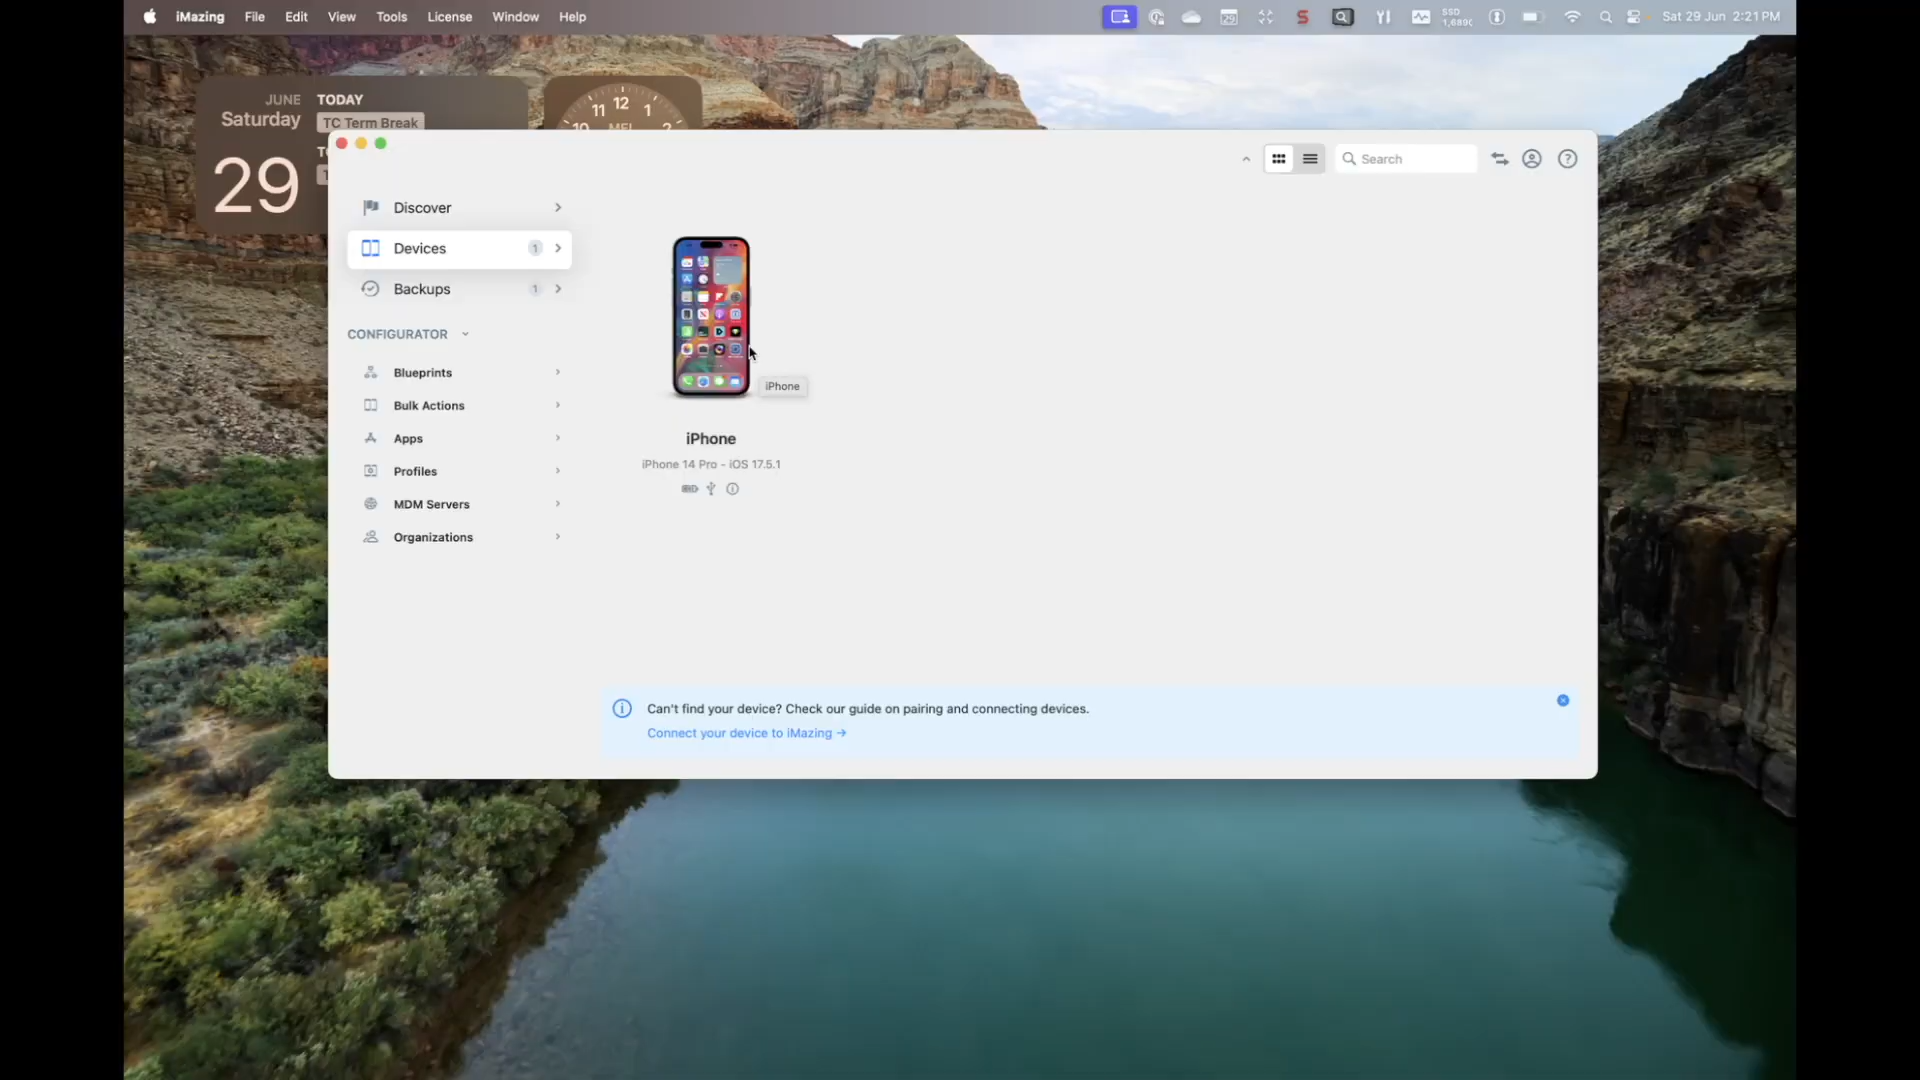 iMazing File Edit View Tools License Window Help
29
S
SSD
Sat 29 Jun 2:21 PM
JUNE
Saturday
29
TODAY
TC Term Break
11 12 1
Search
Discover
Devices 1
Backups 1
CONFIGURATOR
Blueprints
Bulk Actions
Apps
Profiles
MDM Servers
Organizations
iPhone
iPhone
iPhone 14 Pro - iOS 17.5.1
Can't find your device? Check our guide on pairing and connecting devices.
Connect your device to iMazing →